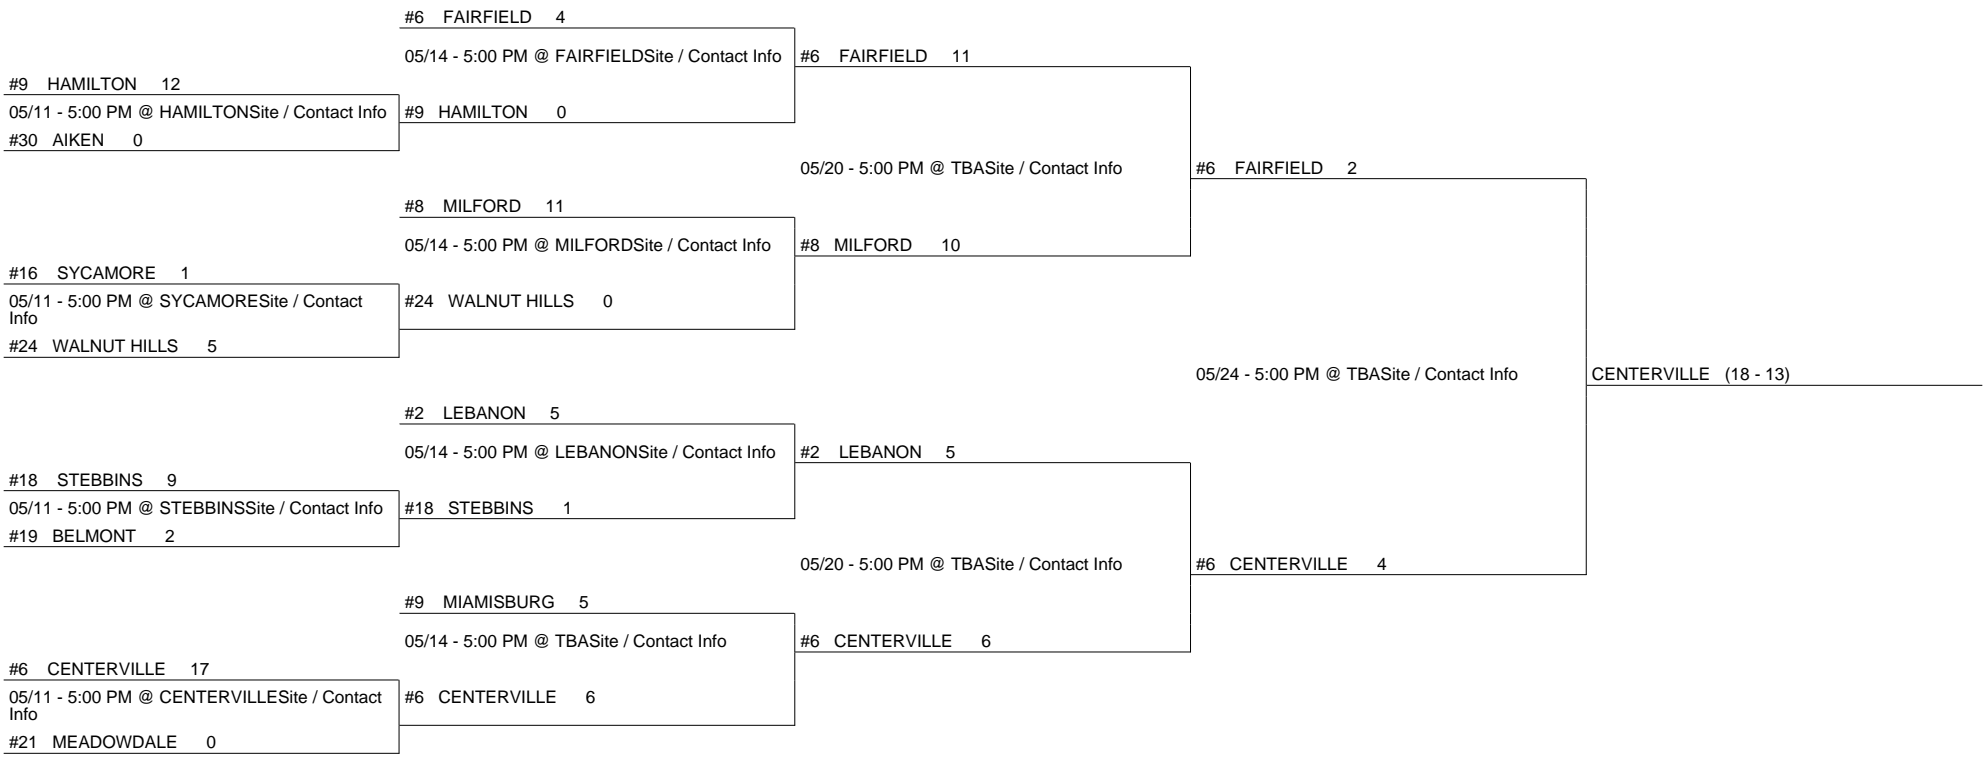 #6 FAIRFIELD 4
05/14 - 5:00 PM @ FAIRFIELDSite / Contact Info
#6 FAIRFIELD 11
#9 HAMILTON 12
05/11 - 5:00 PM @ HAMILTONSite / Contact Info
#9 HAMILTON 0
#30 AIKEN 0
05/20 - 5:00 PM @ TBASite / Contact Info
#6 FAIRFIELD 2
#8 MILFORD 11
05/14 - 5:00 PM @ MILFORDSite / Contact Info
#8 MILFORD 10
#16 SYCAMORE 1
05/11 - 5:00 PM @ SYCAMORESite / Contact
Info
#24 WALNUT HILLS 0
#24 WALNUT HILLS 5
05/24 - 5:00 PM @ TBASite / Contact Info
CENTERVILLE (18 - 13)
#2 LEBANON 5
05/14 - 5:00 PM @ LEBANONSite / Contact Info
#2 LEBANON 5
#18 STEBBINS 9
05/11 - 5:00 PM @ STEBBINSSite / Contact Info
#18 STEBBINS 1
#19 BELMONT 2
05/20 - 5:00 PM @ TBASite / Contact Info
#6 CENTERVILLE 4
#9 MIAMISBURG 5
05/14 - 5:00 PM @ TBASite / Contact Info
#6 CENTERVILLE 6
#6 CENTERVILLE 17
05/11 - 5:00 PM @ CENTERVILLESite / Contact
Info
#6 CENTERVILLE 6
#21 MEADOWDALE 0